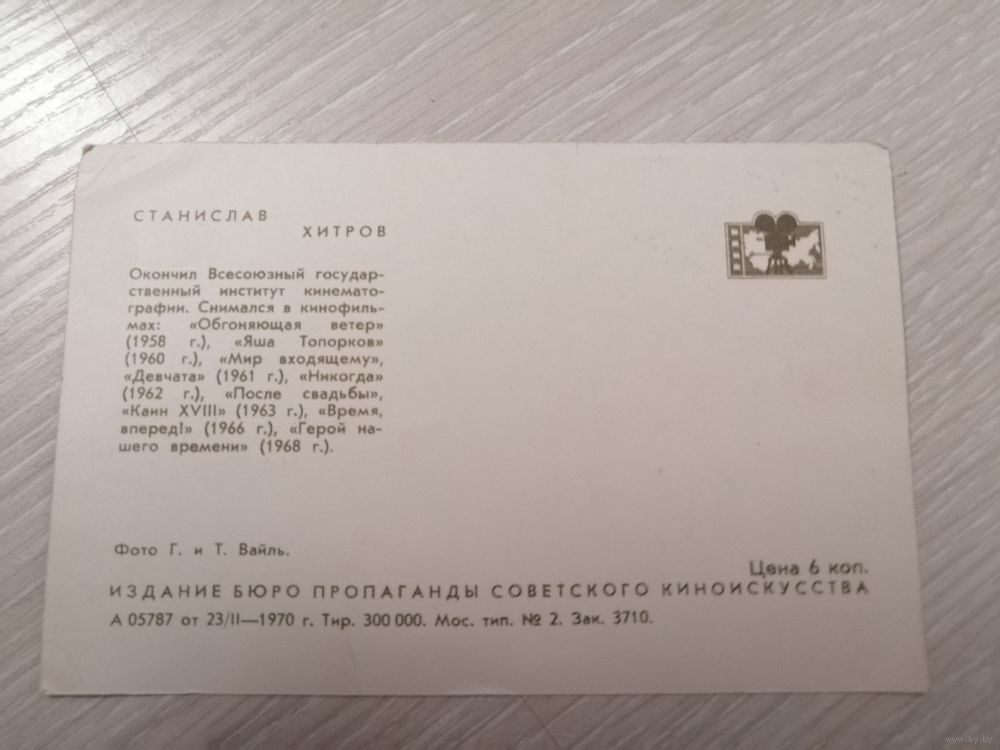 СТАНИСЛАВ
ХИТРОВ
Окончил Всесоюзный государ-
ственный институт кинемато-
графии. Снимался в кинофиль-
мах: «Обгоняющая ветер»
(1958 г.), «Яша Топорков»
(1960 г.), «Мир входящему»,
«Девчата» (1961 г.), «Никогда»
(1962 г.), «После свадьбы»,
«Каин XVIII» (1963 г.), «Время,
вперед!» (1966 г.), «Герой на-
шего времени» (1968 г.).
Фото Г. и Т. Вайль.
Цена 6 коп.
ИЗДАНИЕ БЮРО ПРОПАГАНДЫ СОВЕТСКОГО КИНОИСКУССТВА
А 05787 от 23/II—1970 г. Тир. 300 000. Мос. тип. № 2. Зак. 3710.
www.ay.by